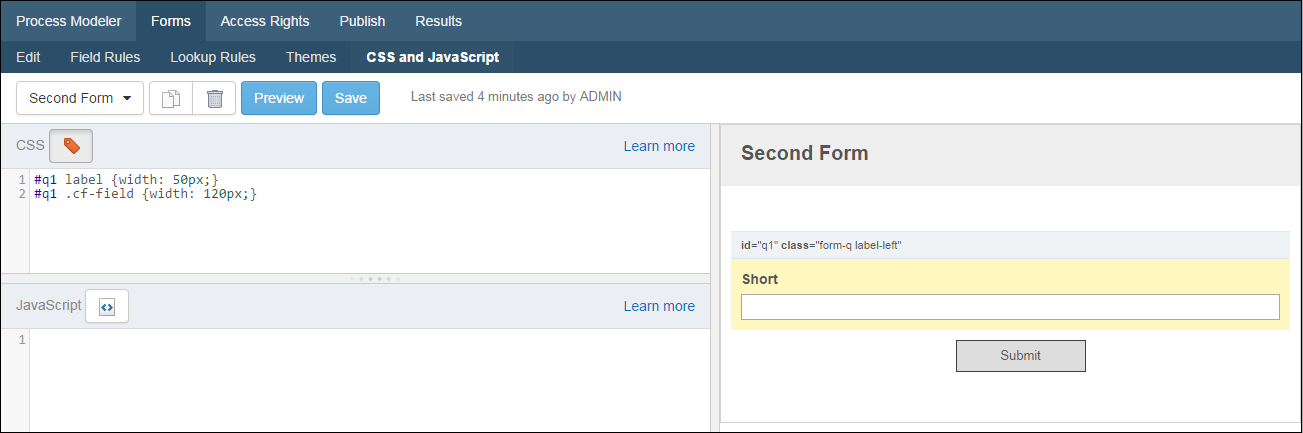 Process Modeler Forms Access Rights Publish Results
Edit Field Rules Lookup Rules Themes CSS and JavaScript
Second Form Preview Save Last saved 4 minutes ago by ADMIN
CSS Learn more
1 #q1 label {width: 50px;}
2 #q1 .cf-field {width: 120px;}
JavaScript Learn more
1
Second Form
id="q1" class="form-q label-left"
Short
Submit